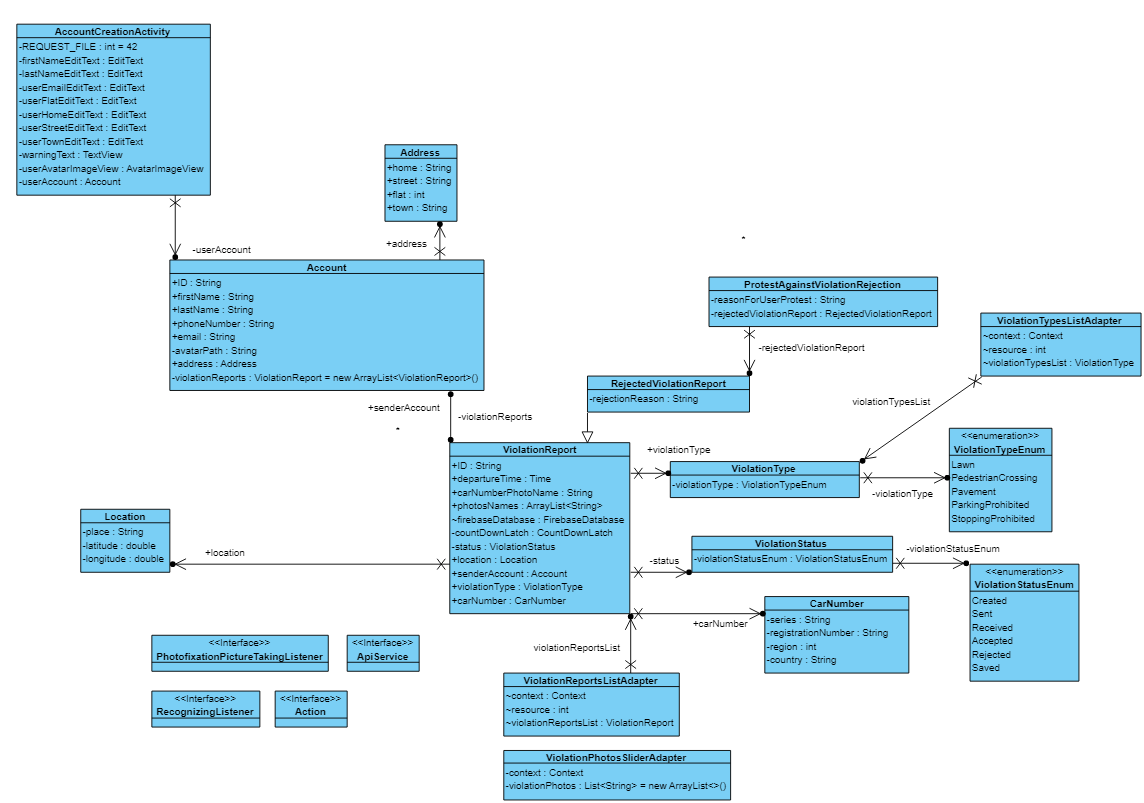 AccountCreationActivity
-REQUEST_FILE : int = 42
-firstNameEditText : EditText
-lastNameEditText : EditText
-userEmailEditText : EditText
-userFlatEditText : EditText
-userHomeEditText : EditText
-userStreetEditText : EditText
-userTownEditText : EditText
-warningText : TextView
-userAvatarImageView : AvatarImageView
-userAccount : Account
Address
+home : String
+street : String
+flat : int
+town : String
-userAccount
+address
Account
+ID : String
+firstName : String
+lastName : String
+phoneNumber : String
+email : String
-avatarPath : String
+address : Address
-violationReports : ViolationReport = new ArrayList<ViolationReport>()
*
ProtestAgainstViolationRejection
-reasonForUserProtest : String
-rejectedViolationReport : RejectedViolationReport
-rejectedViolationReport
ViolationTypesListAdapter
~context : Context
~resource : int
~violationTypesList : ViolationType
violationTypesList
RejectedViolationReport
-rejectionReason : String
+senderAccount
-violationReports
*
ViolationReport
+ID : String
+departureTime : Time
+carNumberPhotoName : String
+photosNames : ArrayList<String>
~firebaseDatabase : FirebaseDatabase
-countDownLatch : CountDownLatch
-status : ViolationStatus
+location : Location
+senderAccount : Account
+violationType : ViolationType
+carNumber : CarNumber
+violationType
ViolationType
-violationType : ViolationTypeEnum
-violationType
<<enumeration>>
ViolationTypeEnum
Lawn
PedestrianCrossing
Pavement
ParkingProhibited
StoppingProhibited
Location
-place : String
-latitude : double
-longitude : double
+location
-status
ViolationStatus
-violationStatusEnum : ViolationStatusEnum
-violationStatusEnum
<<enumeration>>
ViolationStatusEnum
Created
Sent
Received
Accepted
Rejected
Saved
+carNumber
CarNumber
-series : String
-registrationNumber : String
-region : int
-country : String
<<Interface>>
PhotofixationPictureTakingListener
<<Interface>>
ApiService
<<Interface>>
RecognizingListener
<<Interface>>
Action
violationReportsList
ViolationReportsListAdapter
~context : Context
~resource : int
~violationReportsList : ViolationReport
ViolationPhotosSliderAdapter
-context : Context
-violationPhotos : List<String> = new ArrayList<>()